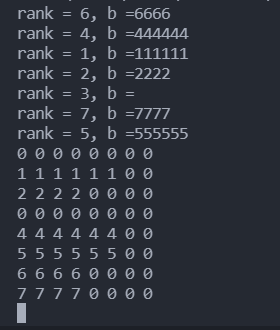 rank = 6, b =6666
rank = 4, b =444444
rank = 1, b =111111
rank = 2, b =2222
rank = 3, b =
rank = 7, b =7777
rank = 5, b =555555
0 0 0 0 0 0 0 0
1 1 1 1 1 1 0 0
2 2 2 2 0 0 0 0
0 0 0 0 0 0 0 0
4 4 4 4 4 4 0 0
5 5 5 5 5 5 0 0
6 6 6 6 0 0 0 0
7 7 7 7 0 0 0 0